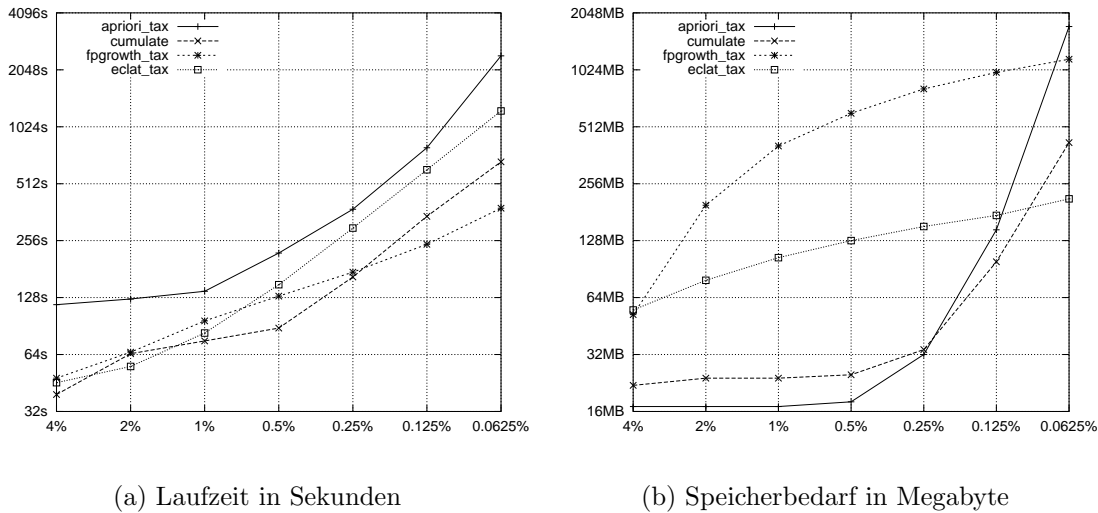 4096s
2048s
1024s
512s
256s
128s
64s
32s
4% 2% 1% 0.5% 0.25% 0.125% 0.0625%
apriori_tax
cumulate
fpgrowth_tax
eclat_tax
(a) Laufzeit in Sekunden
2048MB
1024MB
512MB
256MB
128MB
64MB
32MB
16MB
4% 2% 1% 0.5% 0.25% 0.125% 0.0625%
apriori_tax
cumulate
fpgrowth_tax
eclat_tax
(b) Speicherbedarf in Megabyte